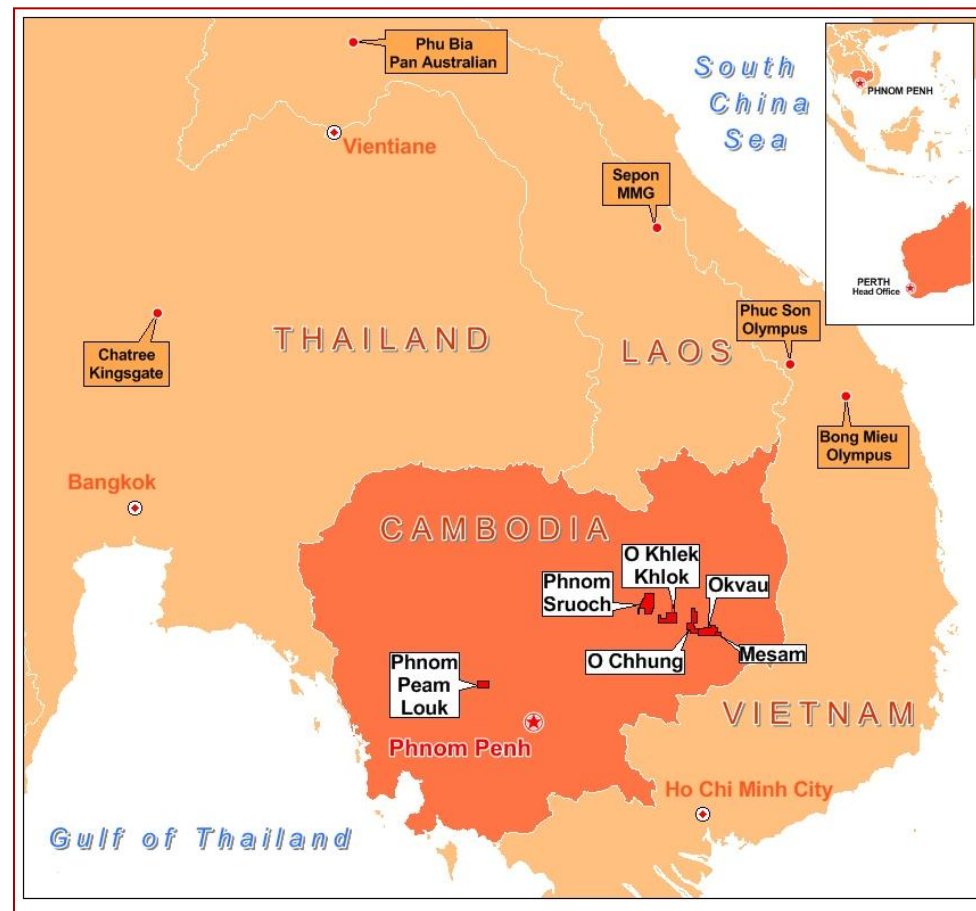 Phu Bia
Pan Australian
South
China
Sea
PHNOM PENH
Vientiane
Sepon
MMG
PERTH
Head Office
Phuc Son
Olympus
THAILAND
LAOS
Chatree
Kingsgate
Bong Mieu
Olympus
Bangkok
CAMBODIA
O Khlek
Khlok
Phnom
Sruoch
Okvau
O Chhung
Mesam
Phnom
Peam
Louk
VIETNAM
Phnom Penh
Ho Chi Minh City
Gulf of Thailand